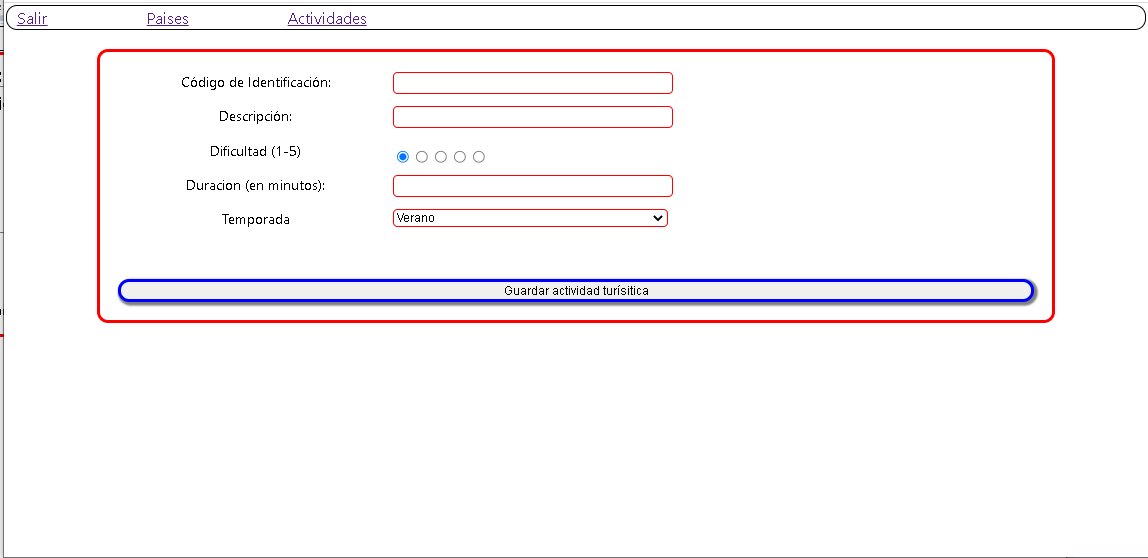 Salir Paises Actividades
Código de Identificación:
Descripción:
Dificultad (1-5)
Duracion (en minutos):
Temporada Verano
Guardar actividad turísitica